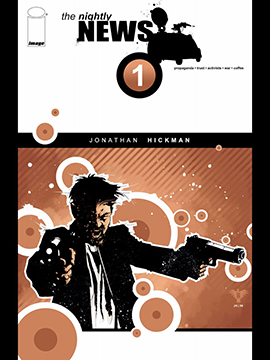 image
the nightly
NEWS
1
propaganda • trust • activists • war • coffee
JONATHAN HICKMAN